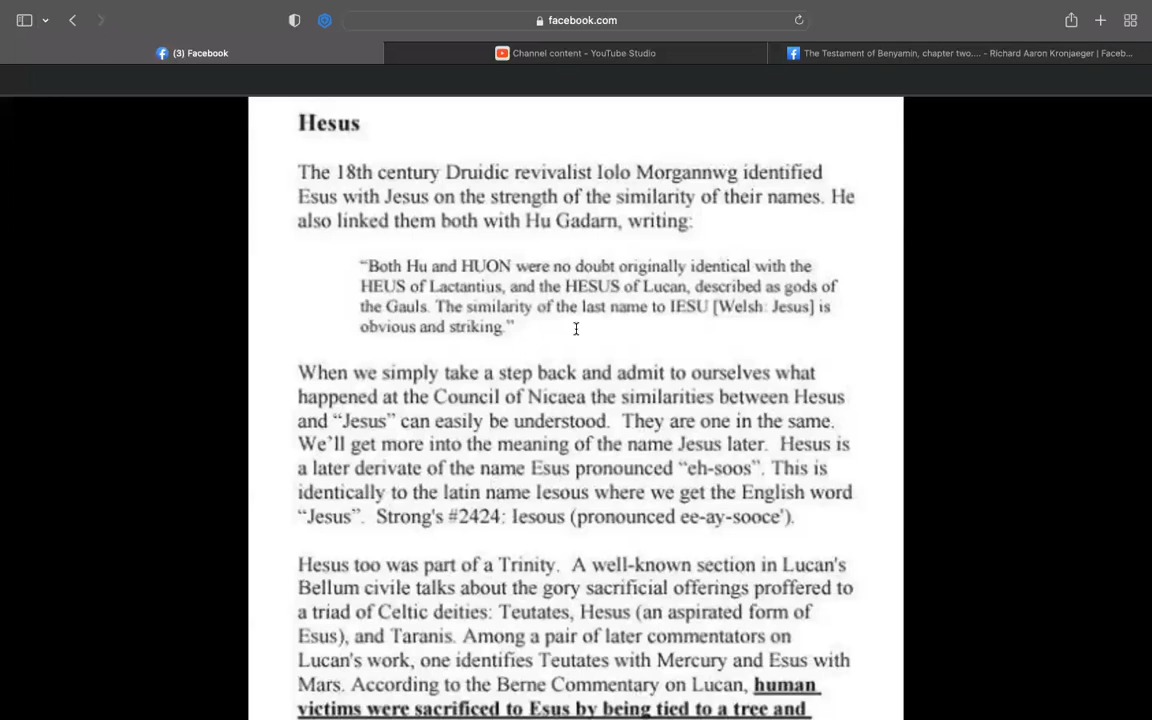 facebook.com
(3) Facebook
Channel content - YouTube Studio
The Testament of Benyamin, chapter two.... - Richard Aaron Kronjaeger | Faceb...
Hesus
The 18th century Druidic revivalist Iolo Morgannwg identified
Esus with Jesus on the strength of the similarity of their names. He
also linked them both with Hu Gadarn, writing:
“Both Hu and HUON were no doubt originally identical with the
HEUS of Lactantius, and the HESUS of Lucan, described as gods of
the Gauls. The similarity of the last name to IESU [Welsh: Jesus] is
obvious and striking.”
When we simply take a step back and admit to ourselves what
happened at the Council of Nicaea the similarities between Hesus
and “Jesus” can easily be understood. They are one in the same.
We’ll get more into the meaning of the name Jesus later. Hesus is
a later derivate of the name Esus pronounced “eh-soos”. This is
identically to the latin name Iesous where we get the English word
“Jesus”. Strong's #2424: Iesous (pronounced ee-ay-sooce').
Hesus too was part of a Trinity. A well-known section in Lucan's
Bellum civile talks about the gory sacrificial offerings proffered to
a triad of Celtic deities: Teutates, Hesus (an aspirated form of
Esus), and Taranis. Among a pair of later commentators on
Lucan's work, one identifies Teutates with Mercury and Esus with
Mars. According to the Berne Commentary on Lucan, human
victims were sacrificed to Esus by being tied to a tree and